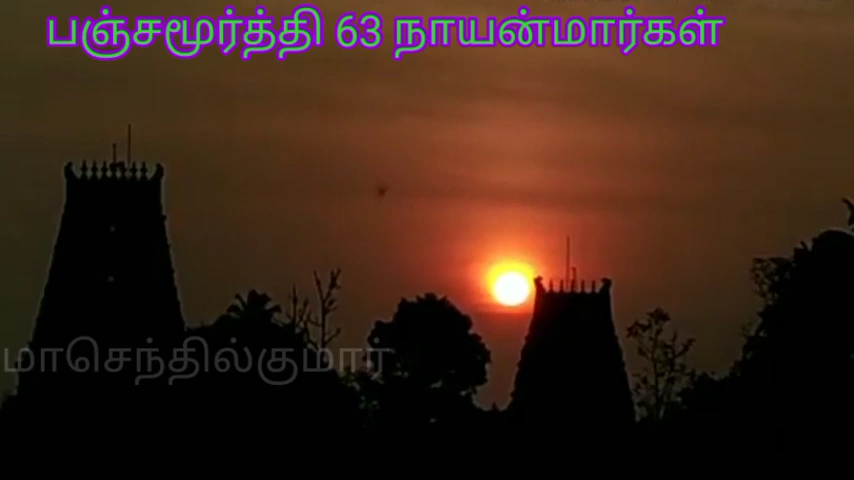 பஞ்சமூர்த்தி 63 நாயன்மார்கள்
மாசெந்தில்குமார்